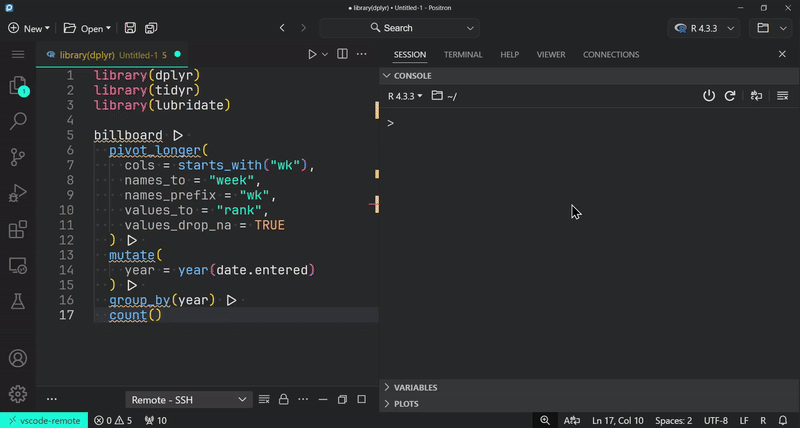 ● library(dplyr) • Untitled-1 - Positron
New
Open
Search
R 4.3.3
library(dplyr) Untitled-1 5
SESSION TERMINAL HELP VIEWER CONNECTIONS
CONSOLE
R 4.3.3 ~/
>
1 library(dplyr)
2 library(tidyr)
3 library(lubridate)
4
5 billboard |>
6 pivot_longer(
7 cols = starts_with("wk"),
8 names_to = "week",
9 names_prefix = "wk",
10 values_to = "rank",
11 values_drop_na = TRUE
12 ) |>
13 mutate(
14 year = year(date.entered)
15 ) |>
16 group_by(year) |>
17 count()
1
VARIABLES
PLOTS
Remote - SSH
vscode-remote 0 5 10
Ln 17, Col 10 Spaces: 2 UTF-8 LF R